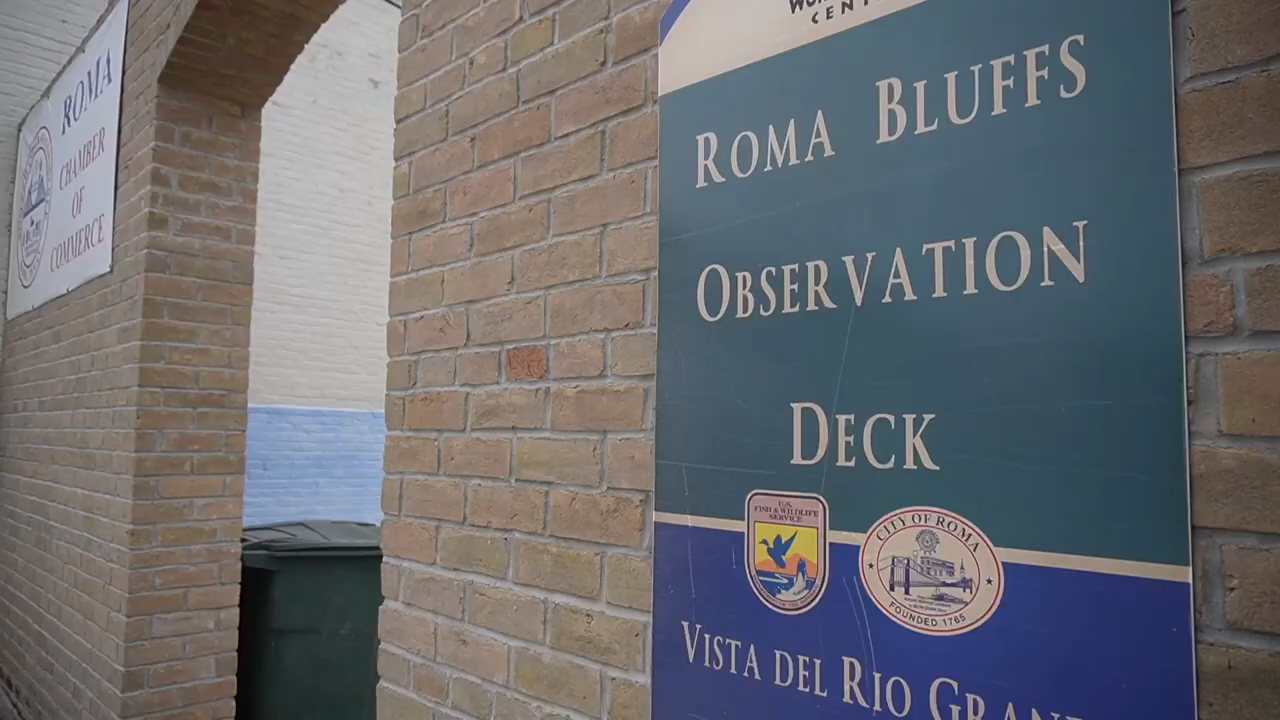 ROMA
CHAMBER
OF
COMMERCE
ROMA BLUFFS
OBSERVATION
DECK
U.S.
FISH & WILDLIFE
SERVICE
CITY OF ROMA
FOUNDED 1765
VISTA DEL RIO